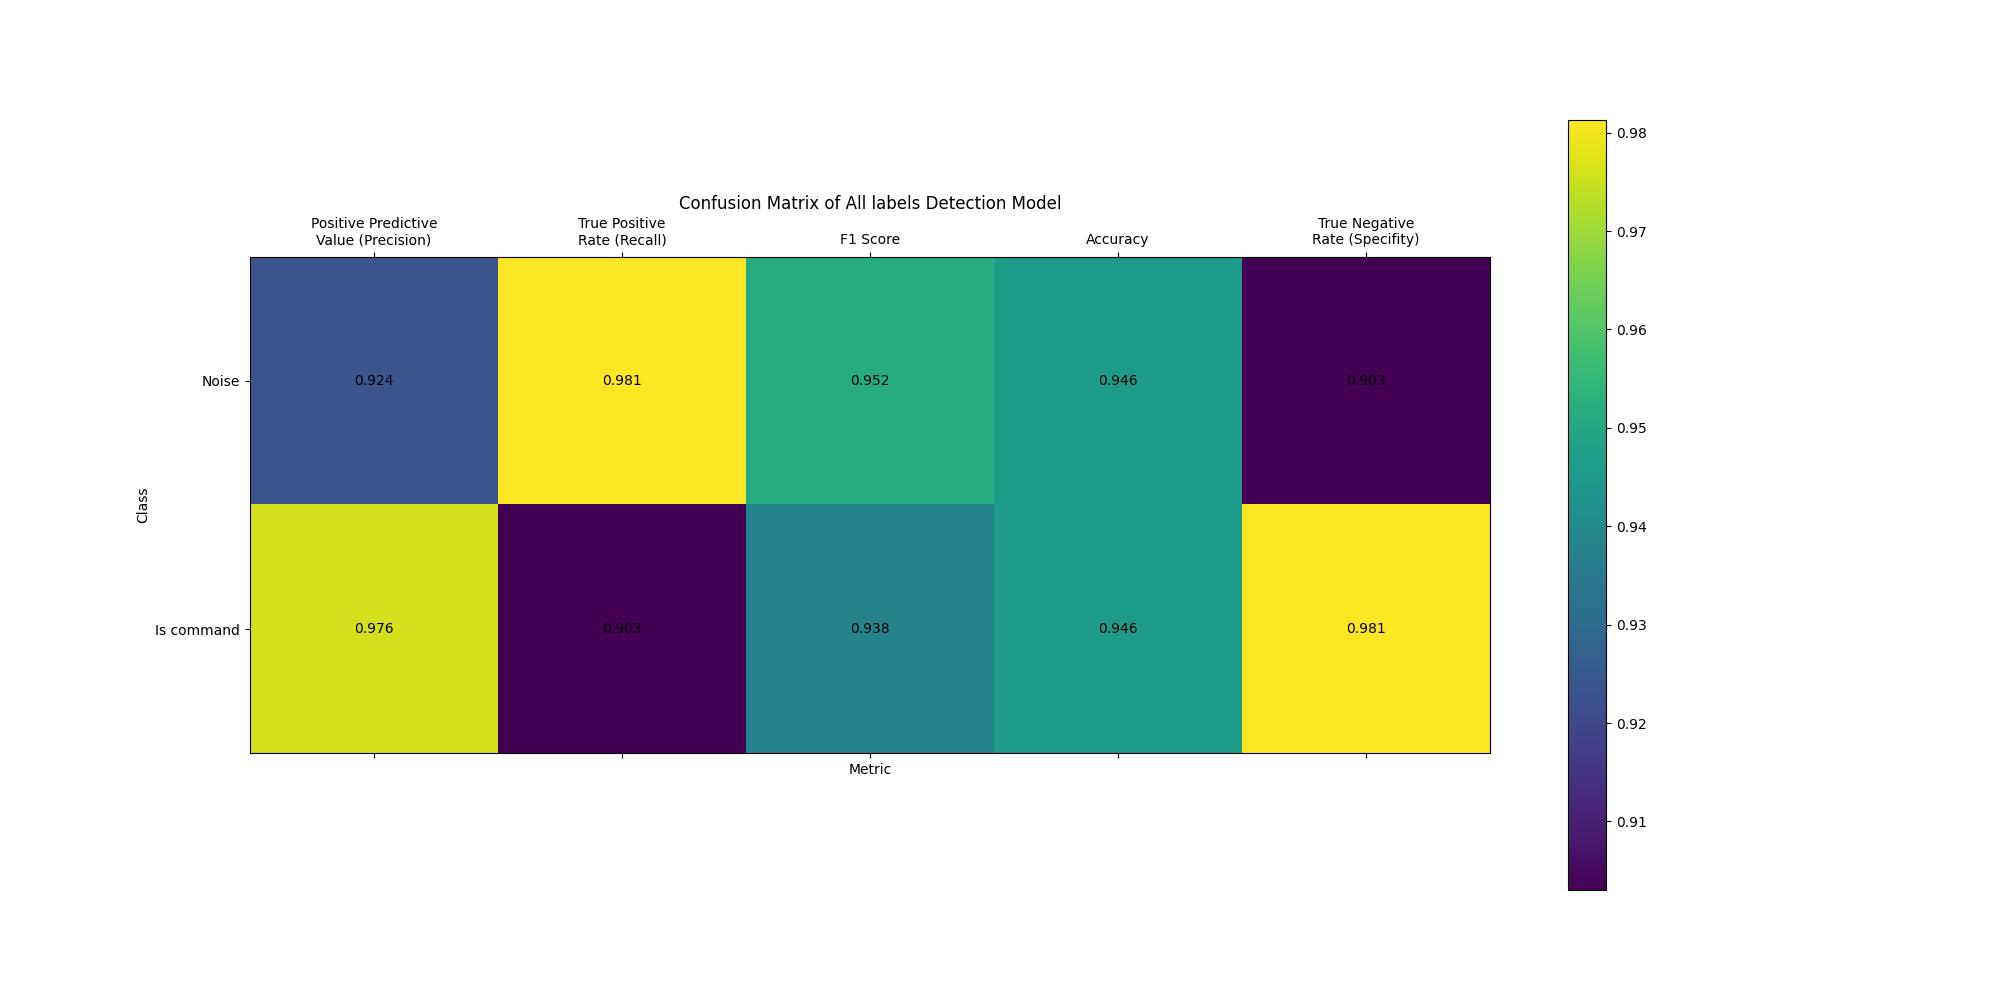 Confusion Matrix of All labels Detection Model
Positive Predictive
Value (Precision)
True Positive
Rate (Recall)
F1 Score
Accuracy
True Negative
Rate (Specifity)
Noise
0.924
0.981
0.952
0.946
0.903
Is command
0.976
0.903
0.938
0.946
0.981
Class
Metric
0.98
0.97
0.96
0.95
0.94
0.93
0.92
0.91